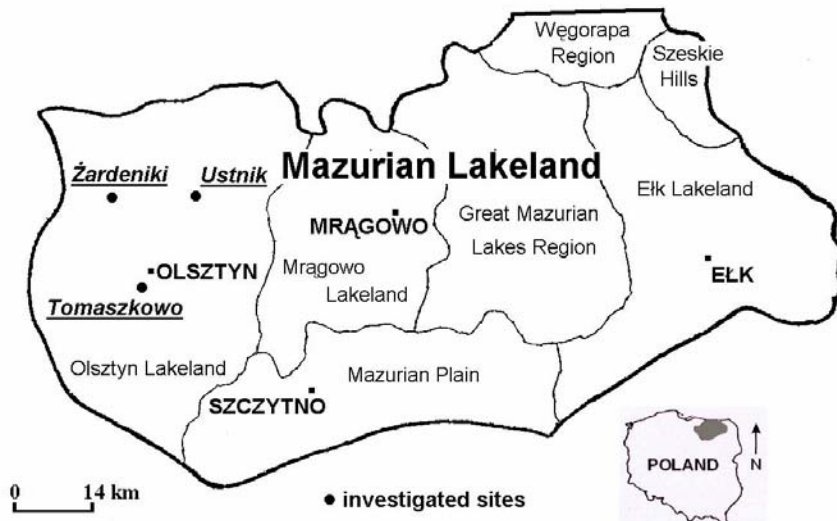 Węgorapa
Region
Szeskie
Hills
Mazurian Lakeland
Żardeniki
Ustnik
Ełk Lakeland
MRĄGOWO
Great Mazurian
Lakes Region
OLSZTYN
Mrągowo
Lakeland
EŁK
Tomaszkowo
Olsztyn Lakeland
Mazurian Plain
SZCZYTNO
POLAND
N
0 14 km
investigated sites